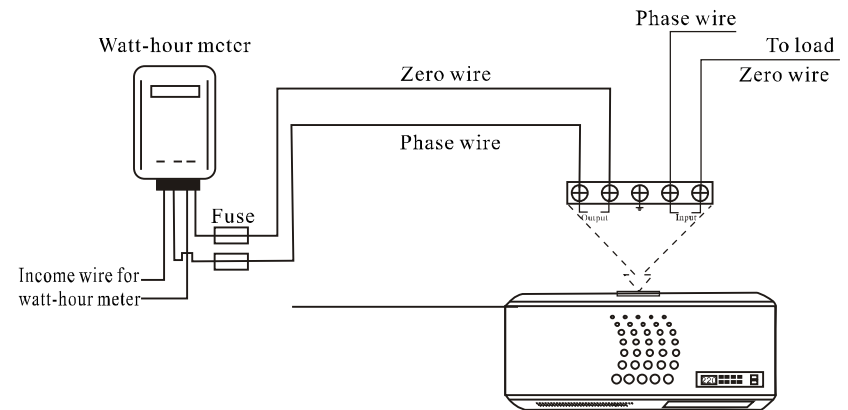 Phase wire
Watt-hour meter
To load
Zero wire
Zero wire
Phase wire
Output
Input
Fuse
Income wire for
watt-hour meter